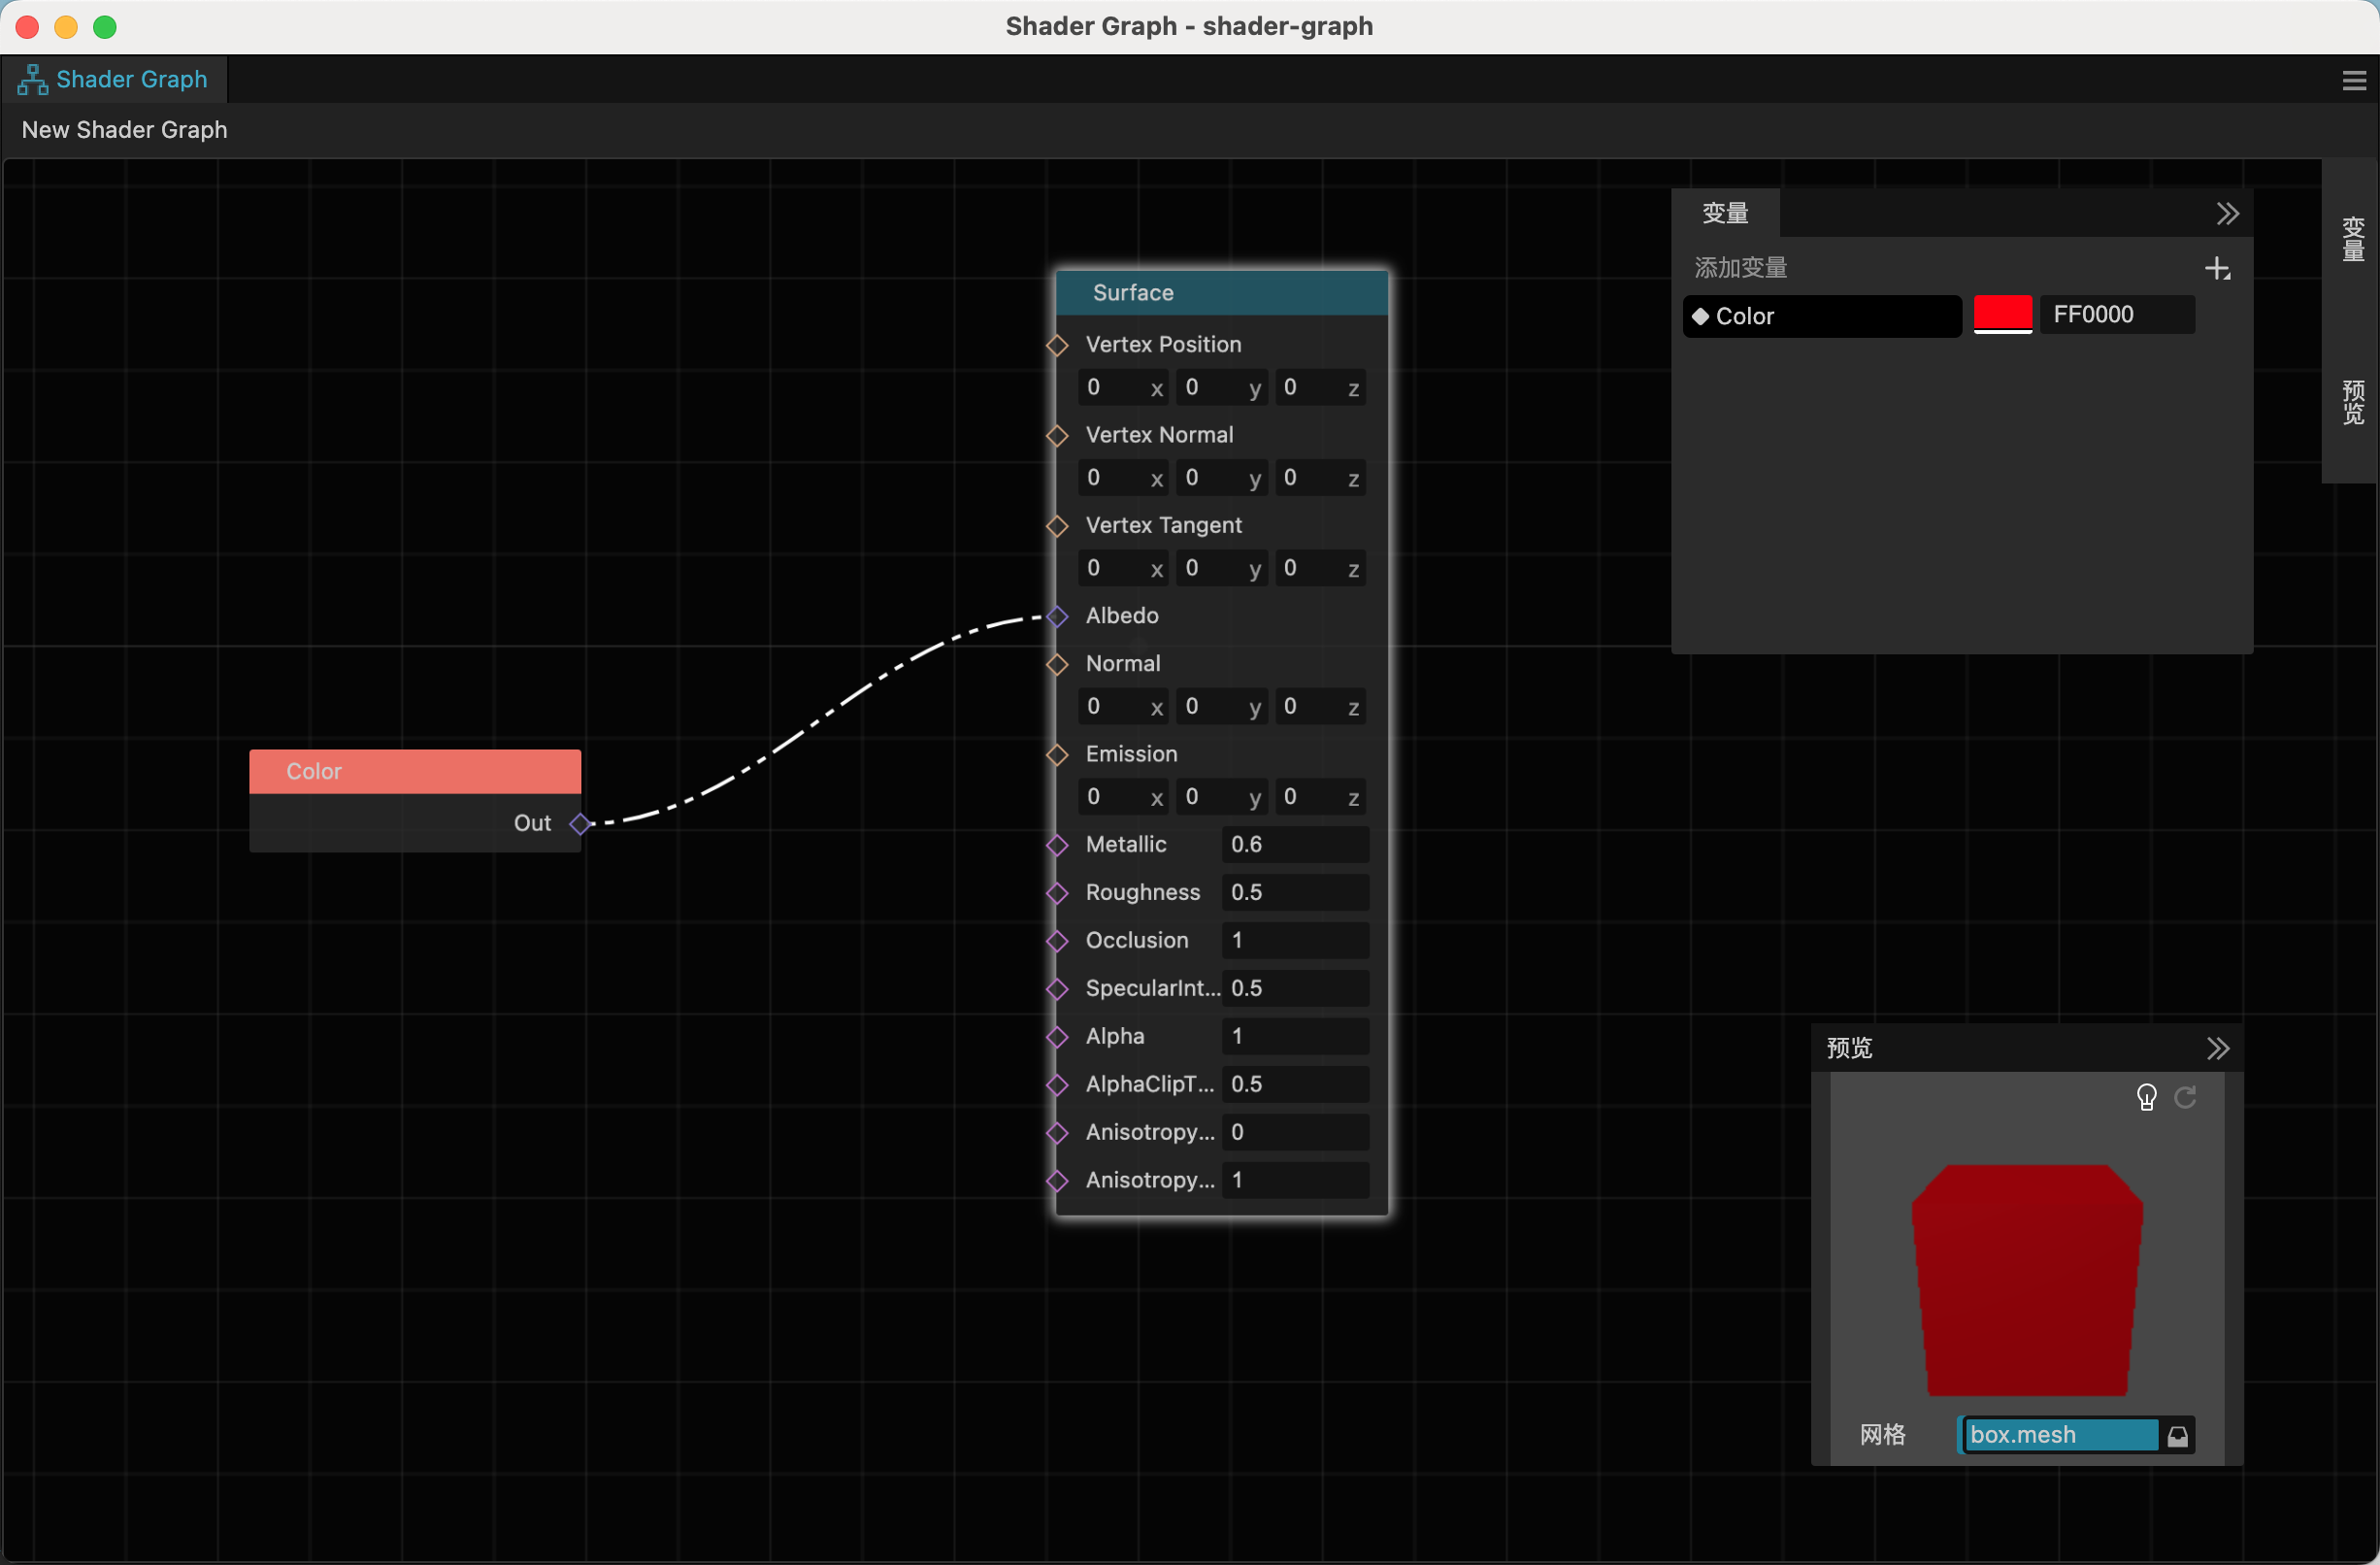 Shader Graph - shader-graph
Shader Graph
New Shader Graph
变量
预览
变量
添加变量
Color
FF0000
Surface
Vertex Position
0 x 0 y 0 z
Vertex Normal
0 x 0 y 0 z
Vertex Tangent
0 x 0 y 0 z
Albedo
Normal
0 x 0 y 0 z
Emission
0 x 0 y 0 z
Metallic 0.6
Roughness 0.5
Occlusion 1
SpecularInt... 0.5
Alpha 1
AlphaClipT... 0.5
Anisotropy... 0
Anisotropy... 1
Color
Out
预览
网格 box.mesh